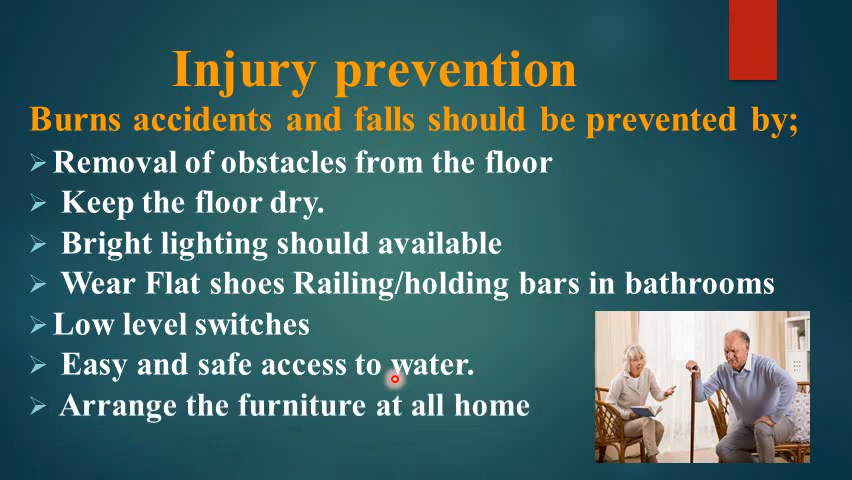 Injury prevention
Burns accidents and falls should be prevented by;
Removal of obstacles from the floor
Keep the floor dry.
Bright lighting should available
Wear Flat shoes Railing/holding bars in bathrooms
Low level switches
Easy and safe access to water.
Arrange the furniture at all home